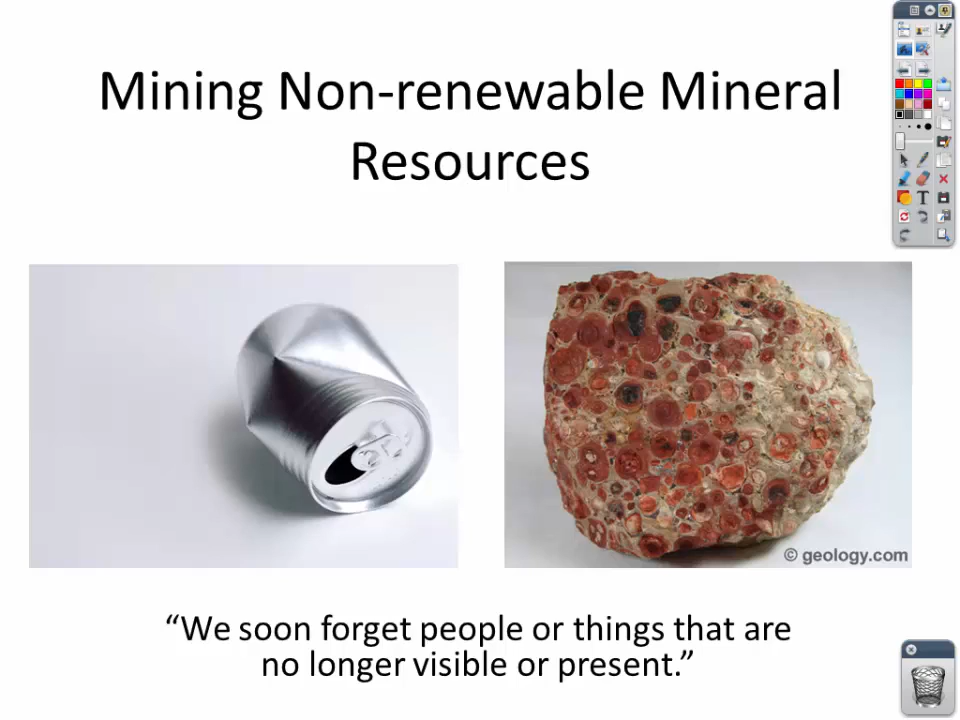 Mining Non-renewable Mineral
Resources
© geology.com
“We soon forget people or things that are
no longer visible or present.”